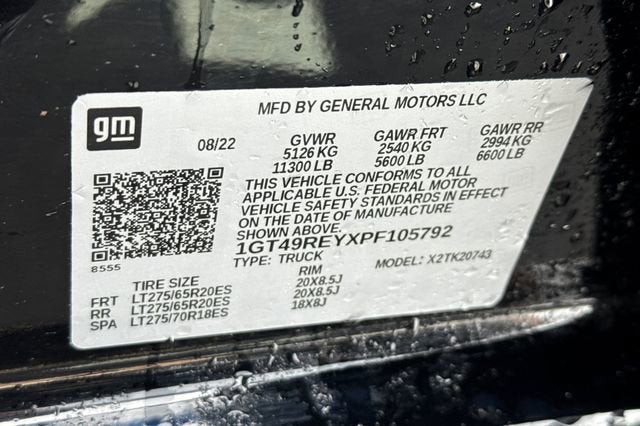 MFD BY GENERAL MOTORS LLC
gm
08/22 GVWR GAWR FRT GAWR RR
5126 KG 2540 KG 2994 KG
11300 LB 5600 LB 6600 LB
THIS VEHICLE CONFORMS TO ALL
APPLICABLE U.S. FEDERAL MOTOR
VEHICLE SAFETY STANDARDS IN EFFECT
ON THE DATE OF MANUFACTURE
SHOWN ABOVE.
1GT49REYXPF105792
8555
TYPE: TRUCK MODEL: X2TK20743
TIRE SIZE RIM
FRT LT275/65R20ES 20X8.5J
RR LT275/65R20ES 20X8.5J
SPA LT275/70R18ES 18X8J